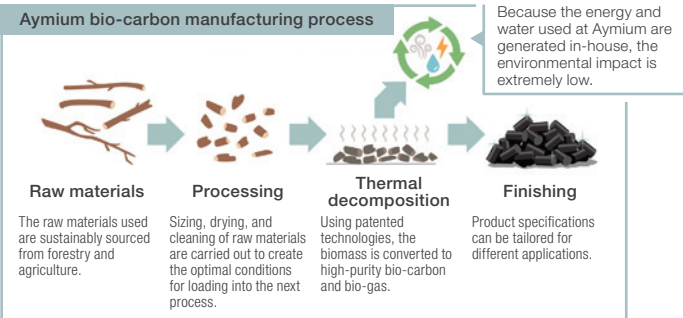 Aymium bio-carbon manufacturing process
Because the energy and
water used at Aymium are
generated in-house, the
environmental impact is
extremely low.
Raw materials
The raw materials used
are sustainably sourced
from forestry and
agriculture.
Processing
Sizing, drying, and
cleaning of raw materials
are carried out to create
the optimal conditions
for loading into the next
process.
Thermal
decomposition
Using patented
technologies, the
biomass is converted to
high-purity bio-carbon
and bio-gas.
Finishing
Product specifications
can be tailored for
different applications.